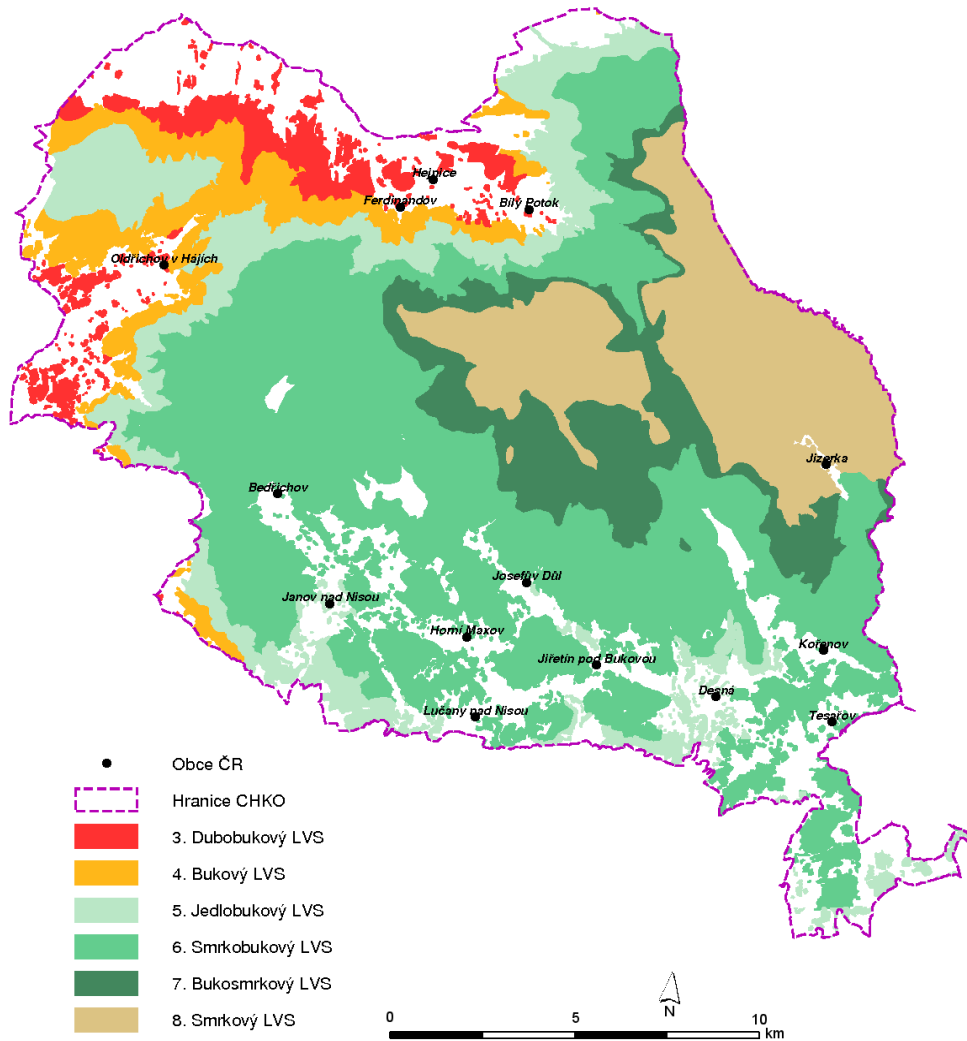 Hejnice
Ferdinandov
Bílý Potok
Oldřichov v Hájích
Jizerka
Bedřichov
Josefův Důl
Janov nad Nisou
Horní Maxov
Kořenov
Jiřetín pod Bukovou
Desná
Lučany nad Nisou
Tesařov
Obce ČR
Hranice CHKO
3. Dubobukový LVS
4. Bukový LVS
5. Jedlobukový LVS
6. Smrkobukový LVS
7. Bukosmrkový LVS
8. Smrkový LVS
N
0 5 10
km